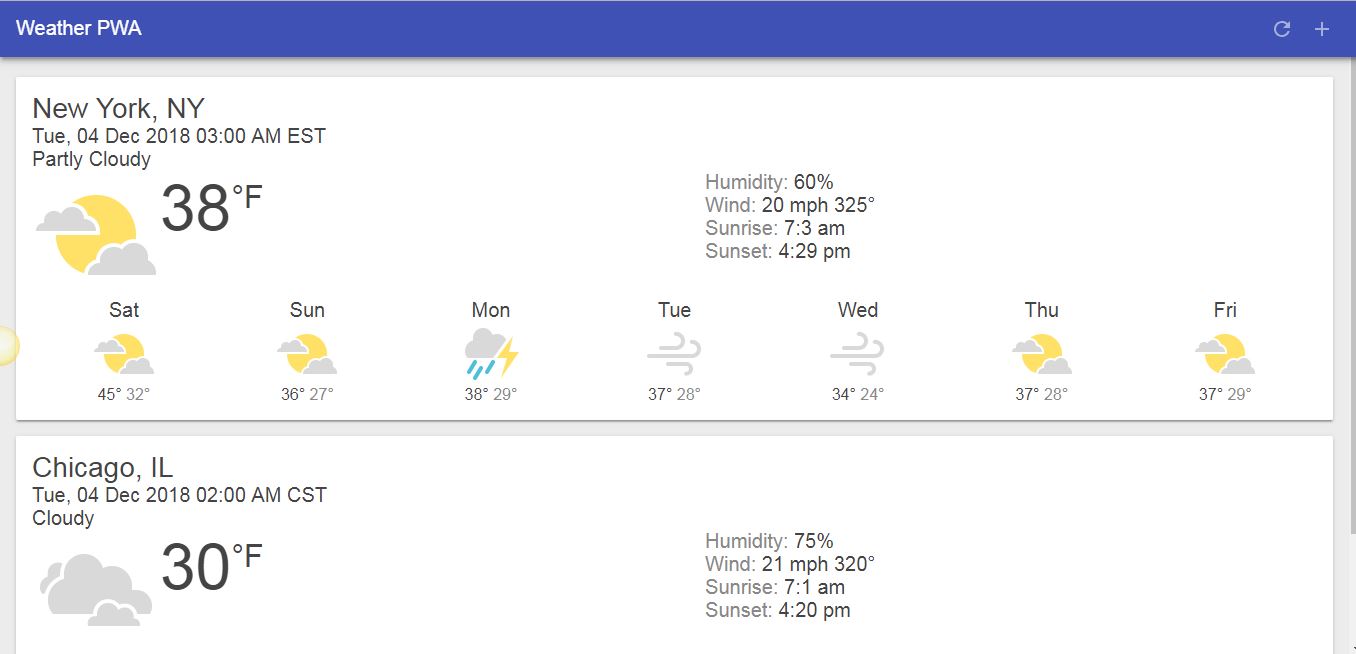 Weather PWA
New York, NY
Tue, 04 Dec 2018 03:00 AM EST
Partly Cloudy
38°F
Humidity: 60%
Wind: 20 mph 325°
Sunrise: 7:3 am
Sunset: 4:29 pm
Sat Sun Mon Tue Wed Thu Fri
45° 32° 36° 27° 38° 29° 37° 28° 34° 24° 37° 28° 37° 29°
Chicago, IL
Tue, 04 Dec 2018 02:00 AM CST
Cloudy
30°F
Humidity: 75%
Wind: 21 mph 320°
Sunrise: 7:1 am
Sunset: 4:20 pm